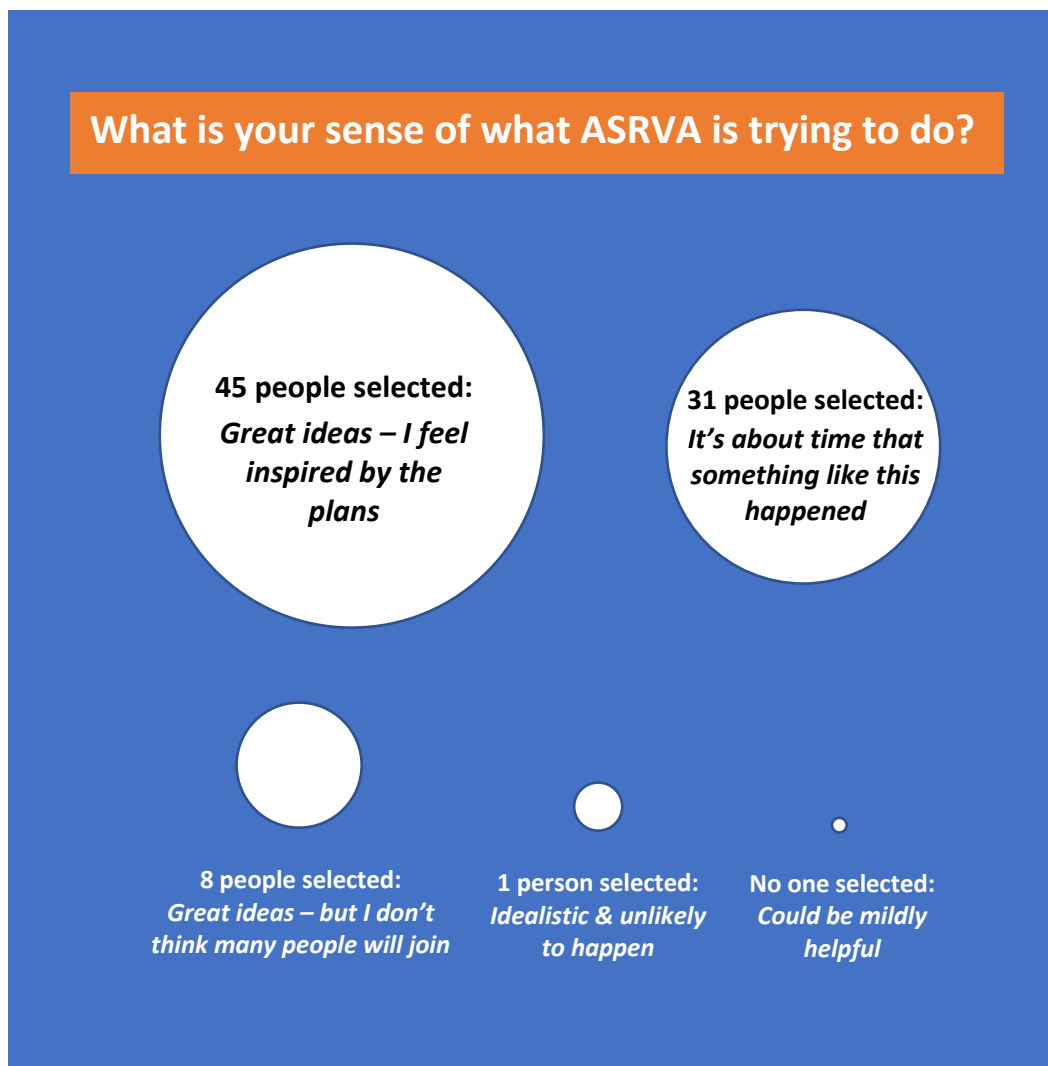 What is your sense of what ASRVA is trying to do?
45 people selected:
Great ideas – I feel
inspired by the
plans
31 people selected:
It’s about time that
something like this
happened
8 people selected:
Great ideas – but I don’t
think many people will join
1 person selected:
Idealistic & unlikely
to happen
No one selected:
Could be mildly
helpful